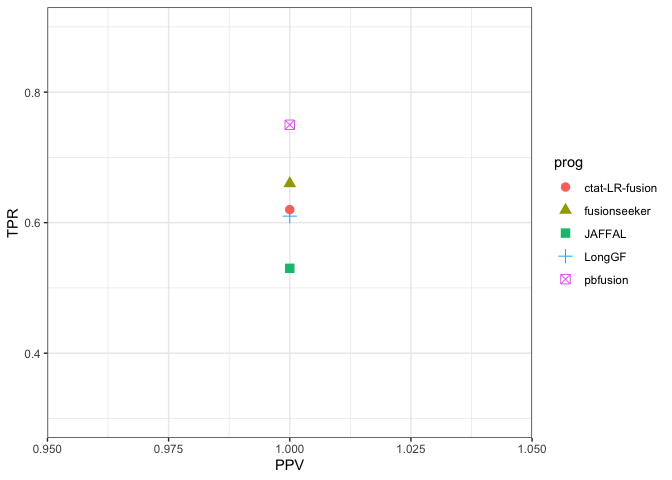 0.8
0.6
0.4
TPR
0.950
0.975
1.000
1.025
1.050
PPV
prog
ctat-LR-fusion
fusionseeker
JAFFAL
LongGF
pbfusion